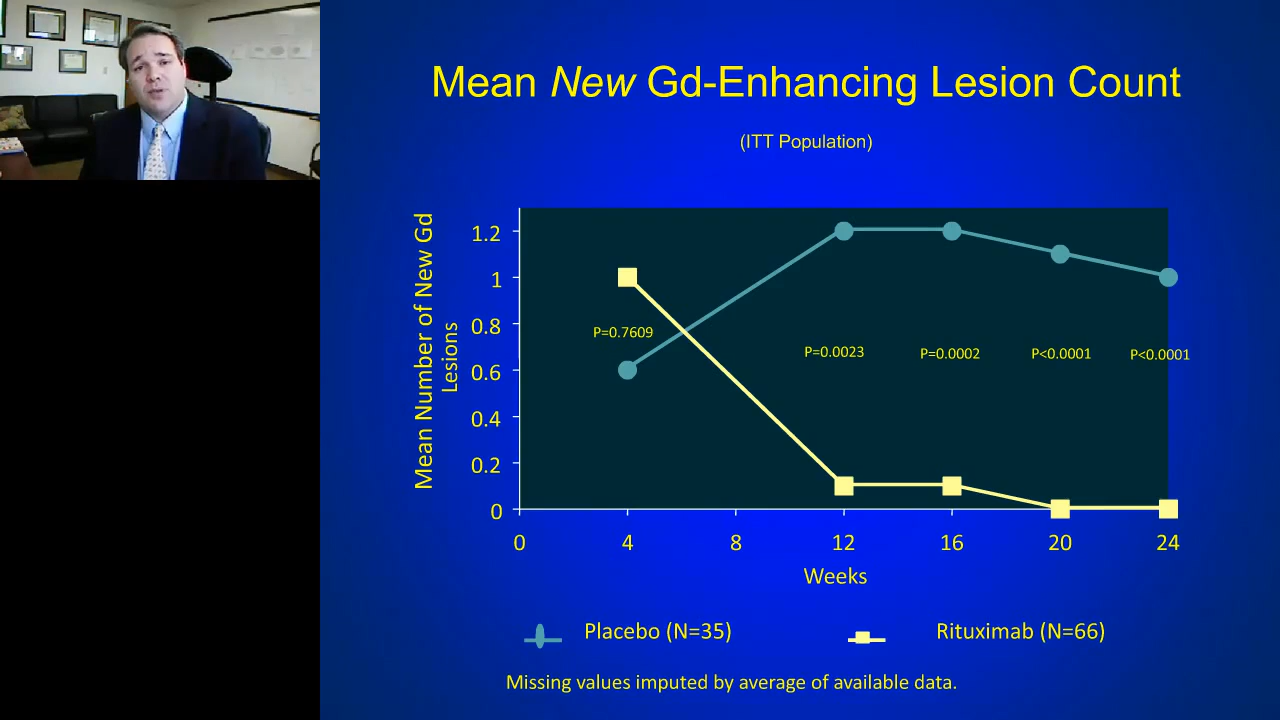 Mean New Gd-Enhancing Lesion Count
(ITT Population)
Mean Number of New Gd
Lesions
1.2
1
0.8
0.6
0.4
0.2
0
P=0.7609
P=0.0023
P=0.0002
P<0.0001
P<0.0001
0
4
8
12
16
20
24
Weeks
Placebo (N=35)
Rituximab (N=66)
Missing values imputed by average of available data.